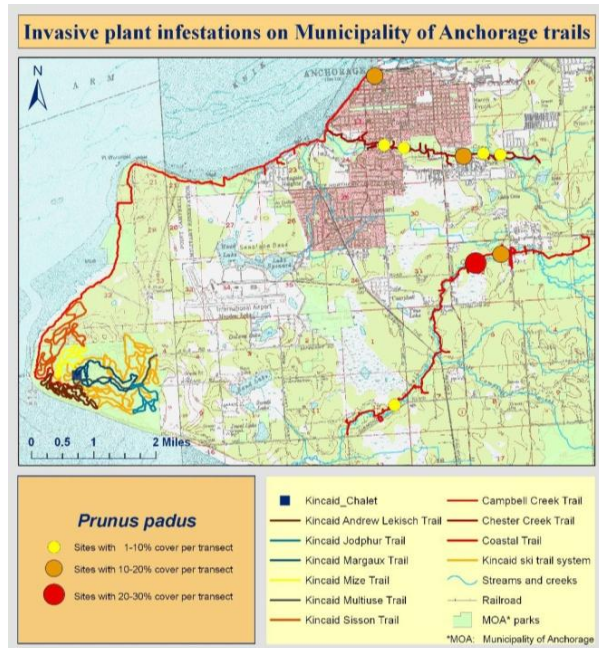 Invasive plant infestations on Municipality of Anchorage trails
N
A R M
ANCHORAGE
International Airport
0 0.5 1 2 Miles
Prunus padus
Sites with 1-10% cover per transect
Sites with 10-20% cover per transect
Sites with 20-30% cover per transect
Kincaid_Chalet
Kincaid Andrew Lekisch Trail
Kincaid Jodphur Trail
Kincaid Margaux Trail
Kincaid Mize Trail
Kincaid Multiuse Trail
Kincaid Sisson Trail
Campbell Creek Trail
Chester Creek Trail
Coastal Trail
Kincaid ski trail system
Streams and creeks
Railroad
MOA* parks
*MOA: Municipality of Anchorage